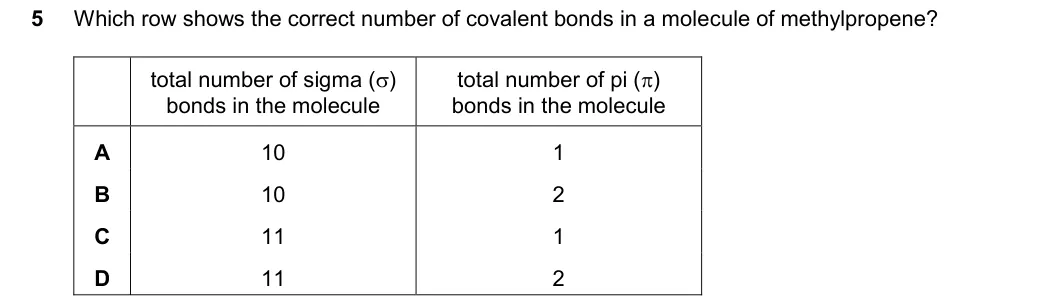 5 Which row shows the correct number of covalent bonds in a molecule of methylpropene?
total number of sigma (σ) total number of pi (π)
bonds in the molecule bonds in the molecule
A 10 1
B 10 2
C 11 1
D 11 2